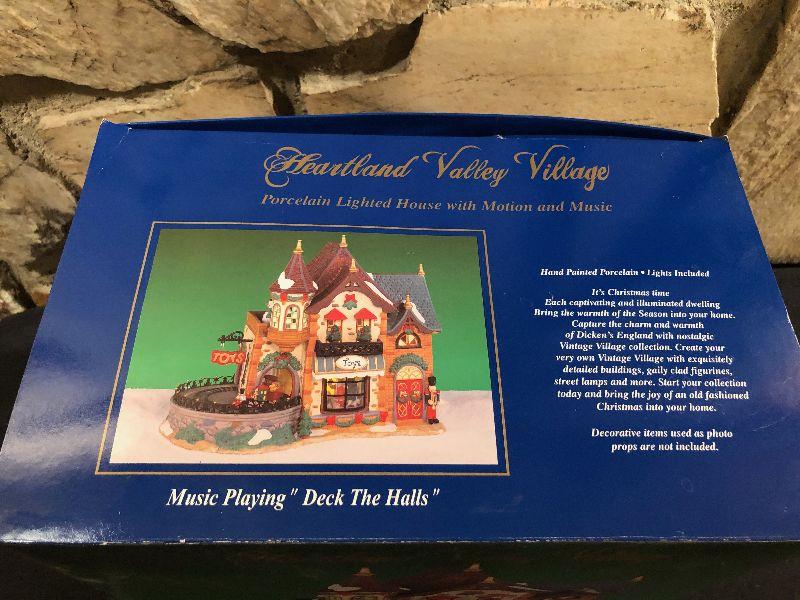 Heartland Valley Village
Porcelain Lighted House with Motion and Music
TOYS
Toys
Hand Painted Porcelain • Lights Included
It's Christmas time
Each captivating and illuminated dwelling
Bring the warmth of the Season into your home.
Capture the charm and warmth
of Dicken's England with nostalgic
Vintage Village collection. Create your
very own Vintage Village with exquisitely
detailed buildings, gaily clad figurines,
street lamps and more. Start your collection
today and bring the joy of an old fashioned
Christmas into your home.
Decorative items used as photo
props are not included.
Music Playing " Deck The Halls "